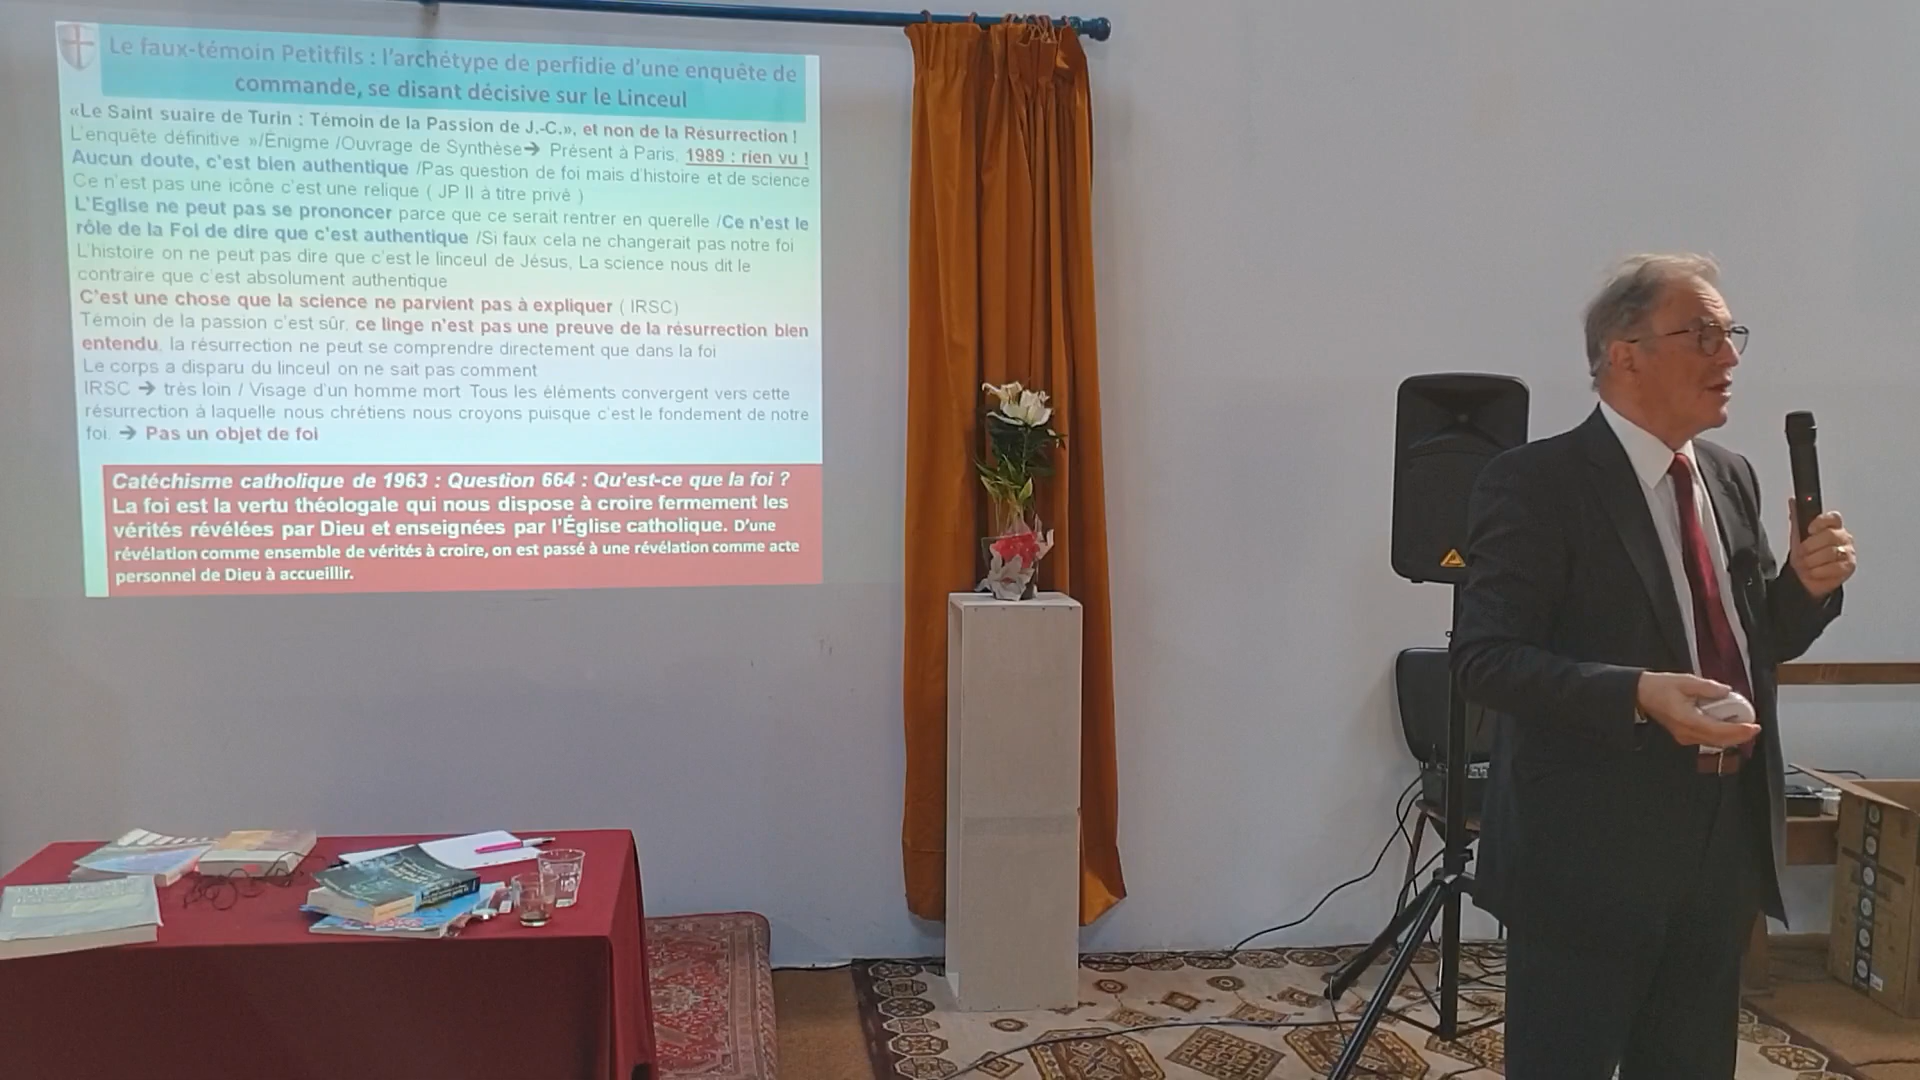 Le faux-témoin Petitfils : l'archétype de perfidie d'une enquête de
commande, se disant décisive sur le Linceul
«Le Saint suaire de Turin : Témoin de la Passion de J.-C.», et non de la Résurrection !
L'enquête définitive »/Énigme /Ouvrage de Synthèse➔ Présent à Paris, 1989 : rien vu !
Aucun doute, c'est bien authentique /Pas question de foi mais d'histoire et de science
Ce n'est pas une icône c'est une relique ( JP II à titre privé )
L'Eglise ne peut pas se prononcer parce que ce serait rentrer en querelle /Ce n'est le
rôle de la Foi de dire que c'est authentique /Si faux cela ne changerait pas notre foi
L'histoire on ne peut pas dire que c'est le linceul de Jésus, La science nous dit le
contraire que c'est absolument authentique
C'est une chose que la science ne parvient pas à expliquer ( IRSC)
Témoin de la passion c'est sûr, ce linge n'est pas une preuve de la résurrection bien
entendu, la résurrection ne peut se comprendre directement que dans la foi
Le corps a disparu du linceul on ne sait pas comment
IRSC ➔ très loin / Visage d'un homme mort Tous les éléments convergent vers cette
résurrection à laquelle nous chrétiens nous croyons puisque c'est le fondement de notre
foi. ➔ Pas un objet de foi
Catéchisme catholique de 1963 : Question 664 : Qu'est-ce que la foi ?
La foi est la vertu théologale qui nous dispose à croire fermement les
vérités révélées par Dieu et enseignées par l'Église catholique. D'une
révélation comme ensemble de vérités à croire, on est passé à une révélation comme acte
personnel de Dieu à accueillir.